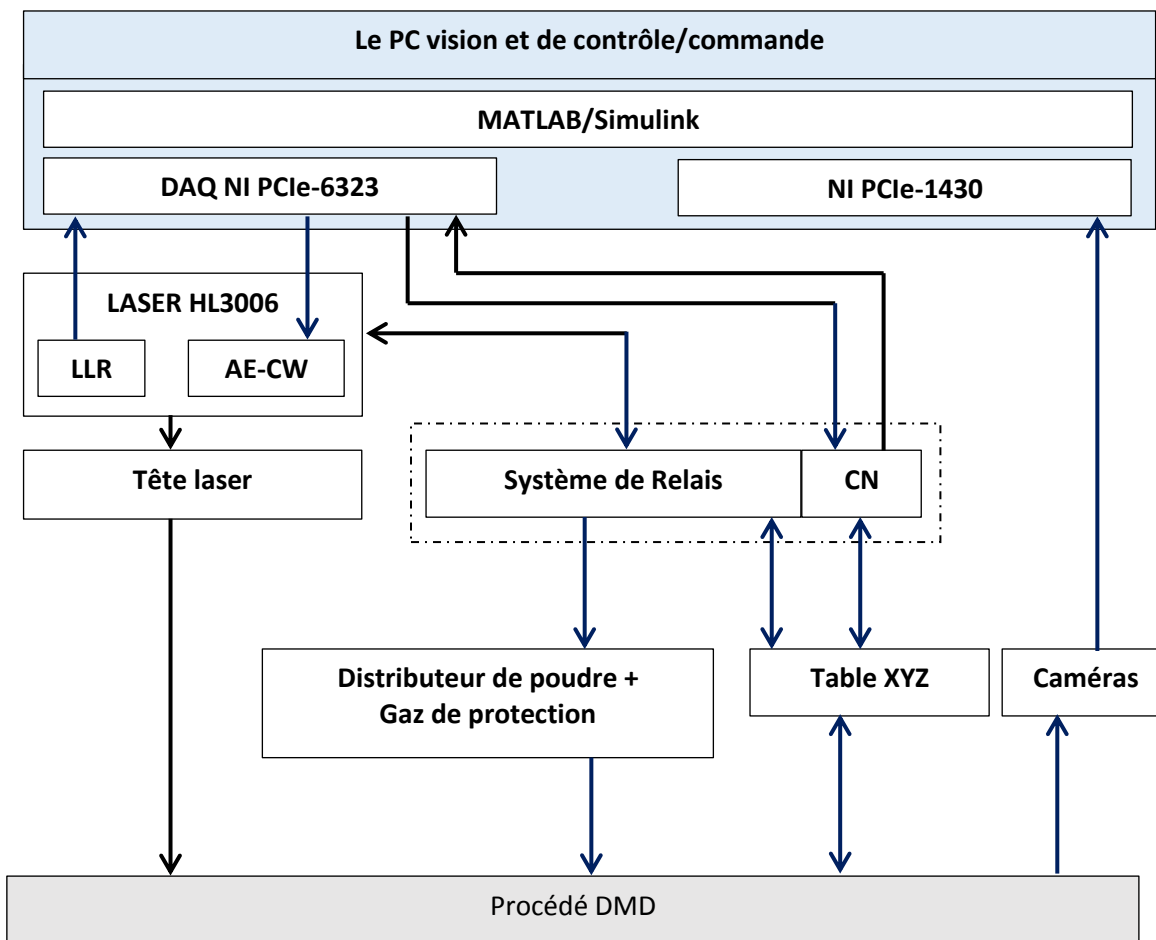 Le PC vision et de contrôle/commande
MATLAB/Simulink
DAQ NI PCIe-6323
NI PCIe-1430
LASER HL3006
LLR
AE-CW
Tête laser
Système de Relais
CN
Distributeur de poudre +
Gaz de protection
Table XYZ
Caméras
Procédé DMD